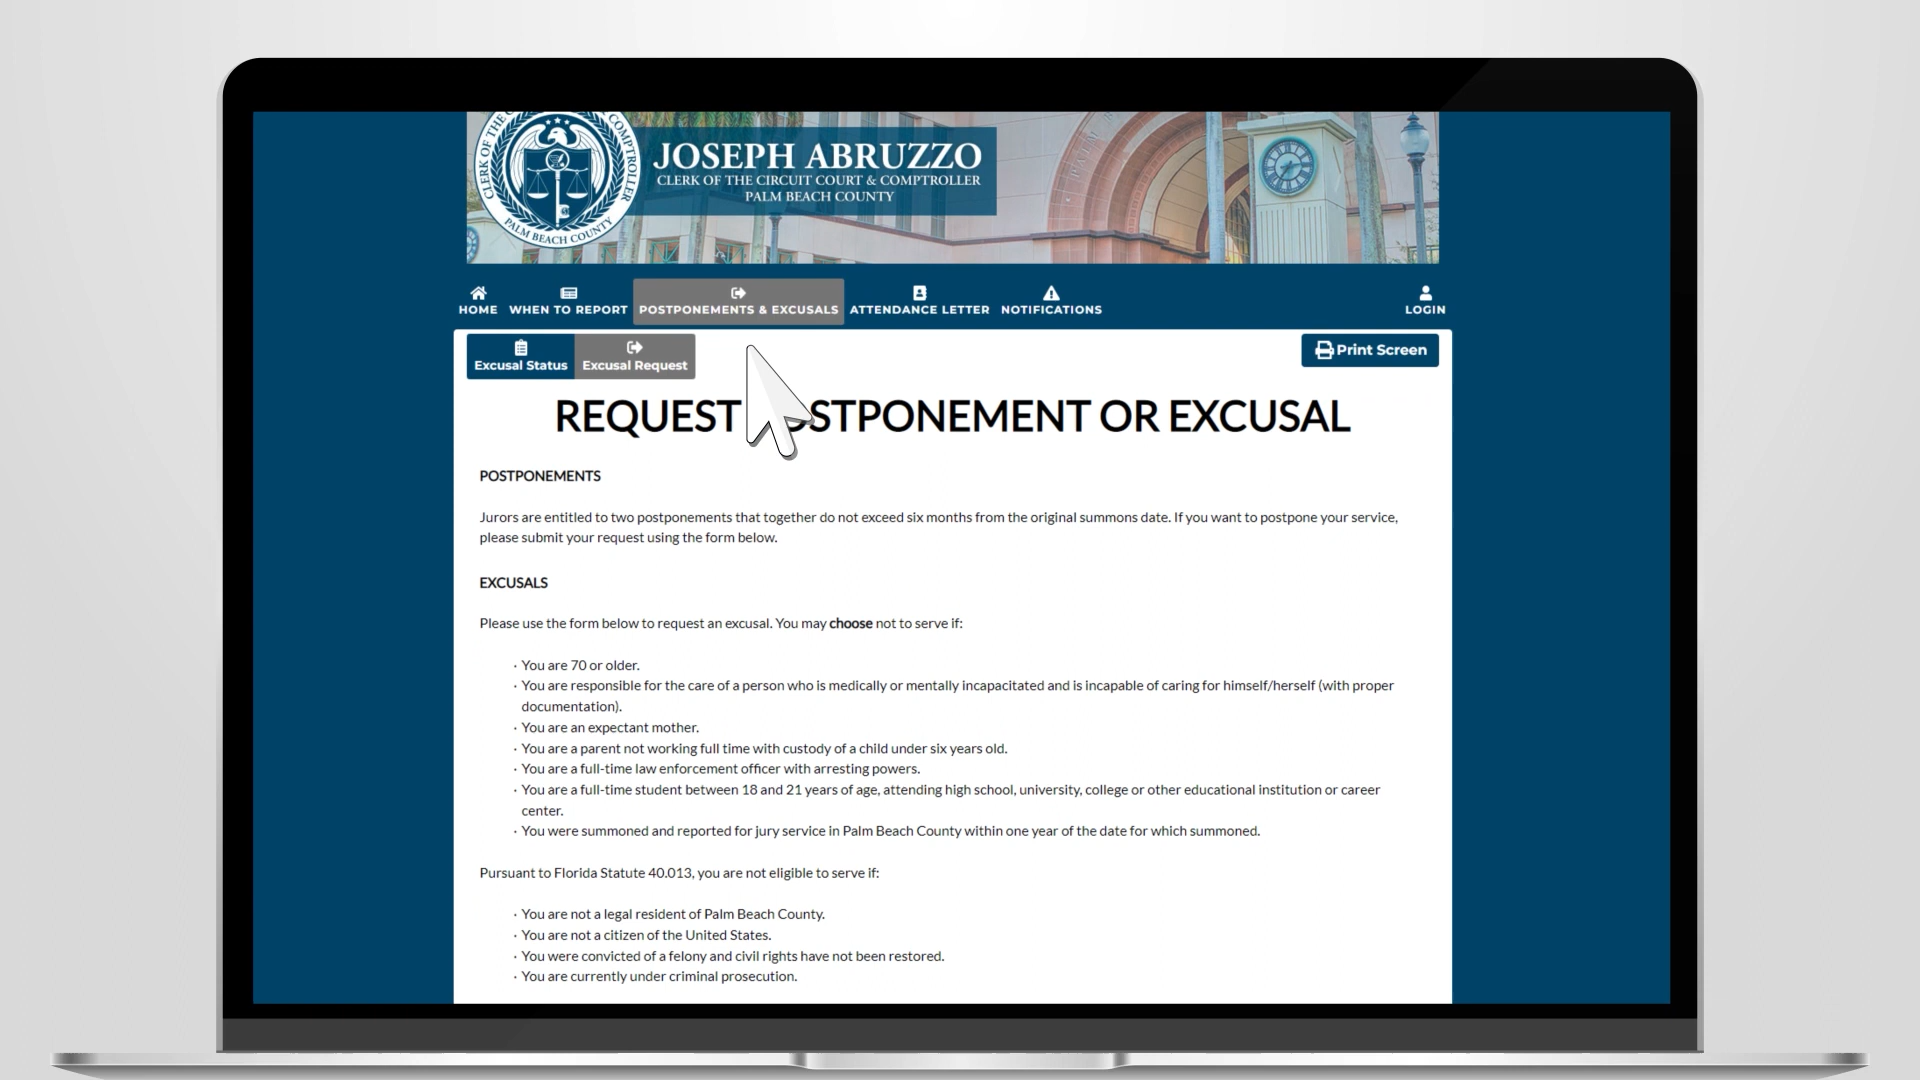 CLERK OF THE COMPTROLLER
PALM BEACH COUNTY
JOSEPH ABRUZZO
CLERK OF THE CIRCUIT COURT & COMPTROLLER
PALM BEACH COUNTY
HOME WHEN TO REPORT POSTPONEMENTS & EXCUSALS ATTENDANCE LETTER NOTIFICATIONS LOGIN
Excusal Status Excusal Request Print Screen
REQUEST POSTPONEMENT OR EXCUSAL
POSTPONEMENTS
Jurors are entitled to two postponements that together do not exceed six months from the original summons date. If you want to postpone your service,
please submit your request using the form below.
EXCUSALS
Please use the form below to request an excusal. You may choose not to serve if:
· You are 70 or older.
· You are responsible for the care of a person who is medically or mentally incapacitated and is incapable of caring for himself/herself (with proper
documentation).
· You are an expectant mother.
· You are a parent not working full time with custody of a child under six years old.
· You are a full-time law enforcement officer with arresting powers.
· You are a full-time student between 18 and 21 years of age, attending high school, university, college or other educational institution or career
center.
· You were summoned and reported for jury service in Palm Beach County within one year of the date for which summoned.
Pursuant to Florida Statute 40.013, you are not eligible to serve if:
· You are not a legal resident of Palm Beach County.
· You are not a citizen of the United States.
· You were convicted of a felony and civil rights have not been restored.
· You are currently under criminal prosecution.